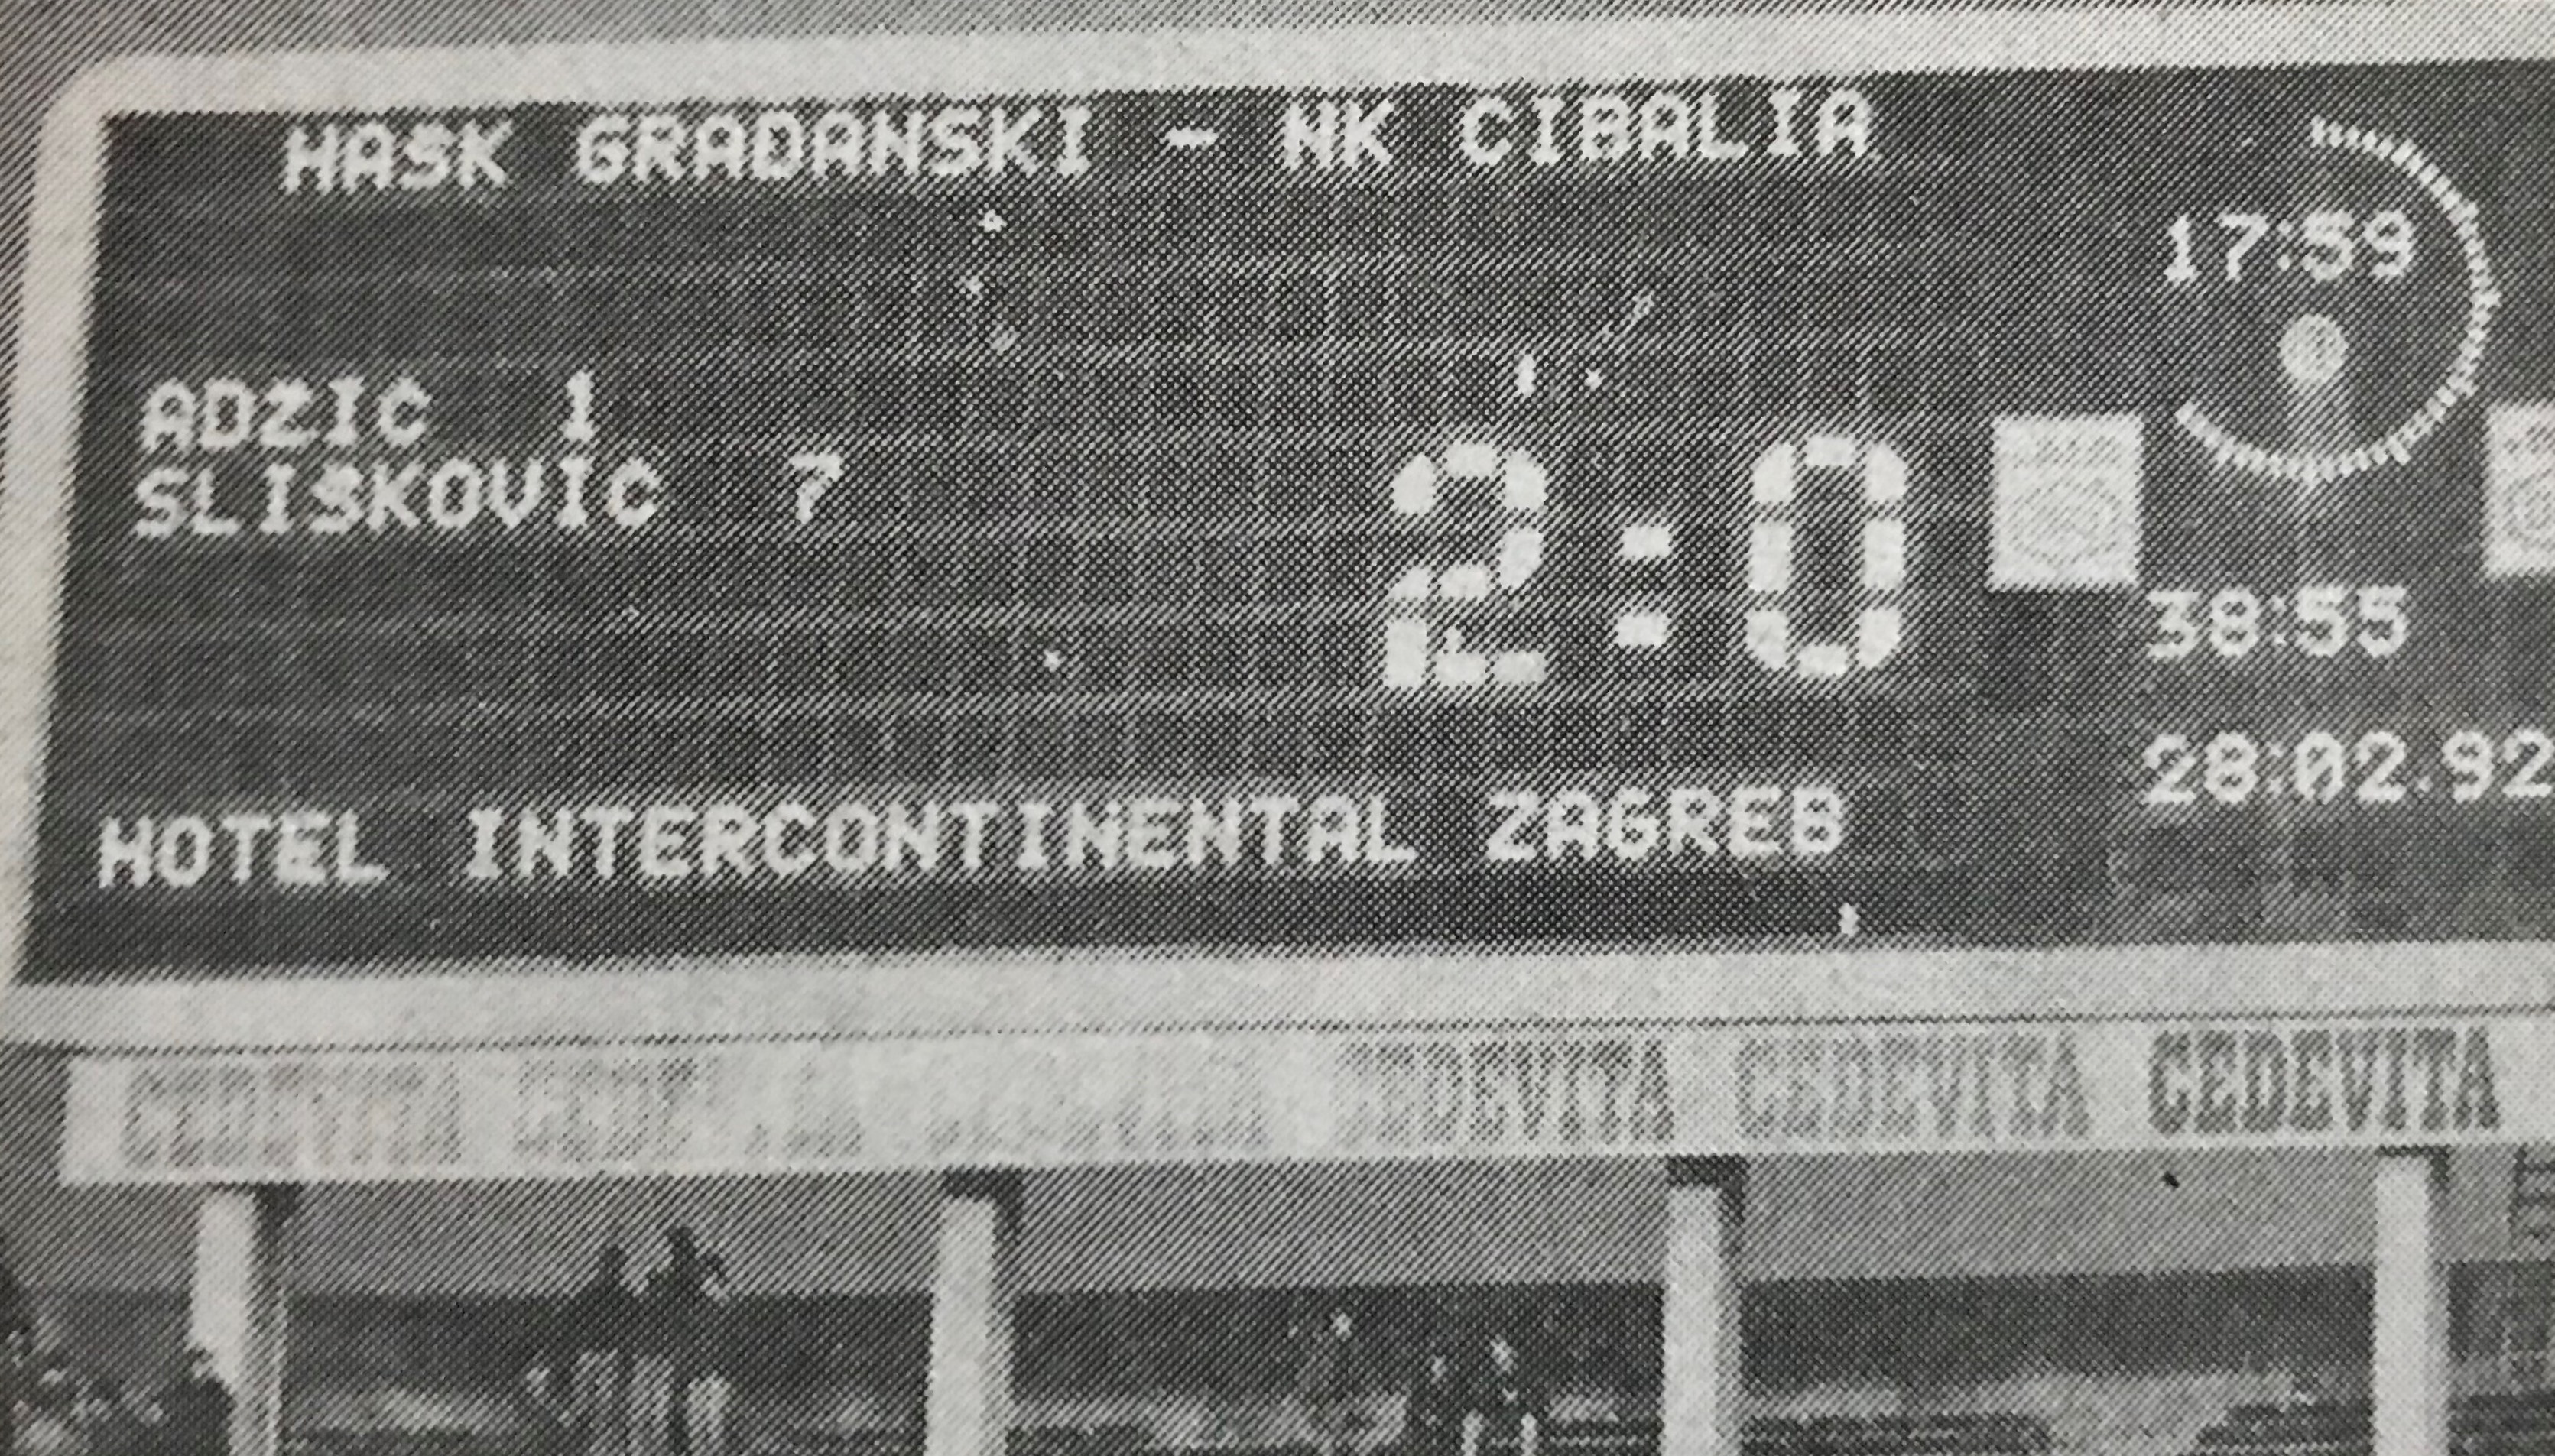 HASK GRADANSKI - NK CIBALIA
17:59
ADZIC 1
SLISKOVIC 7
2:0
38:55
28:02.92
HOTEL INTERCONTINENTAL ZAGREB
CEDEVITA CEDEVITA CEDEVITA CEDEVITA